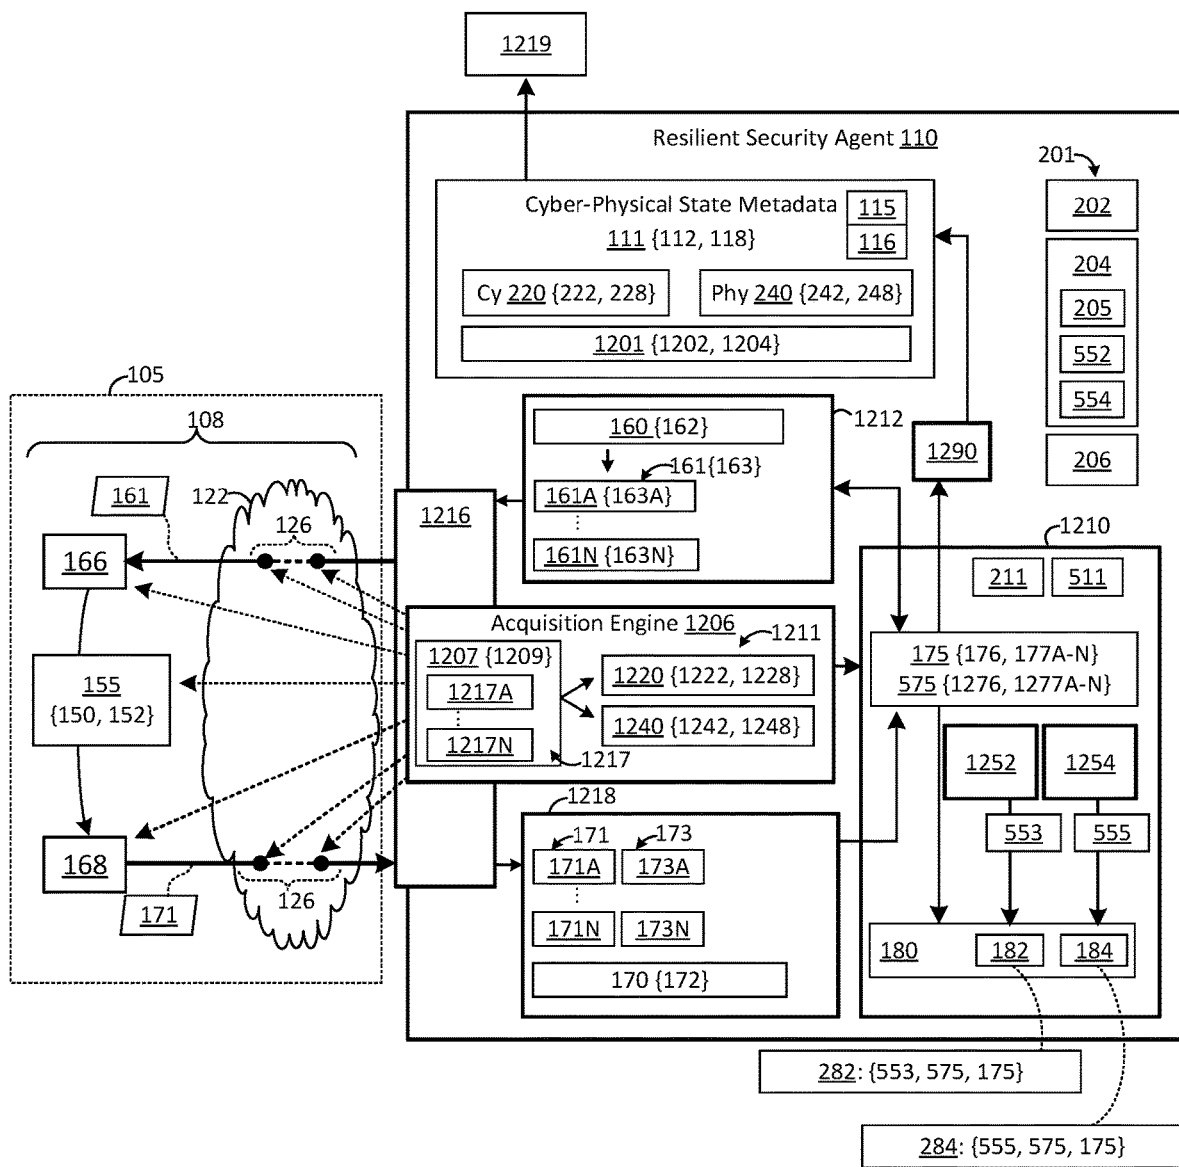 1219
Resilient Security Agent 110
201
Cyber-Physical State Metadata
115
202
111 {112, 118}
116
204
Cy 220 {222, 228}
Phy 240 {242, 248}
205
1201 {1202, 1204}
552
105
554
108
160 {162}
1212
1290
206
161{163}
161
122
161A {163A}
126
1216
⋮
1210
161N {163N}
166
211
511
Acquisition Engine 1206
1211
1207 {1209}
175 {176, 177A-N}
155
1220 {1222, 1228}
575 {1276, 1277A-N}
{150, 152}
1217A
⋮
1240 {1242, 1248}
1217N
1217
1252
1254
1218
171
173
553
555
168
171A
173A
⋮
126
171
171N
173N
180
182
184
170 {172}
282: {553, 575, 175}
284: {555, 575, 175}